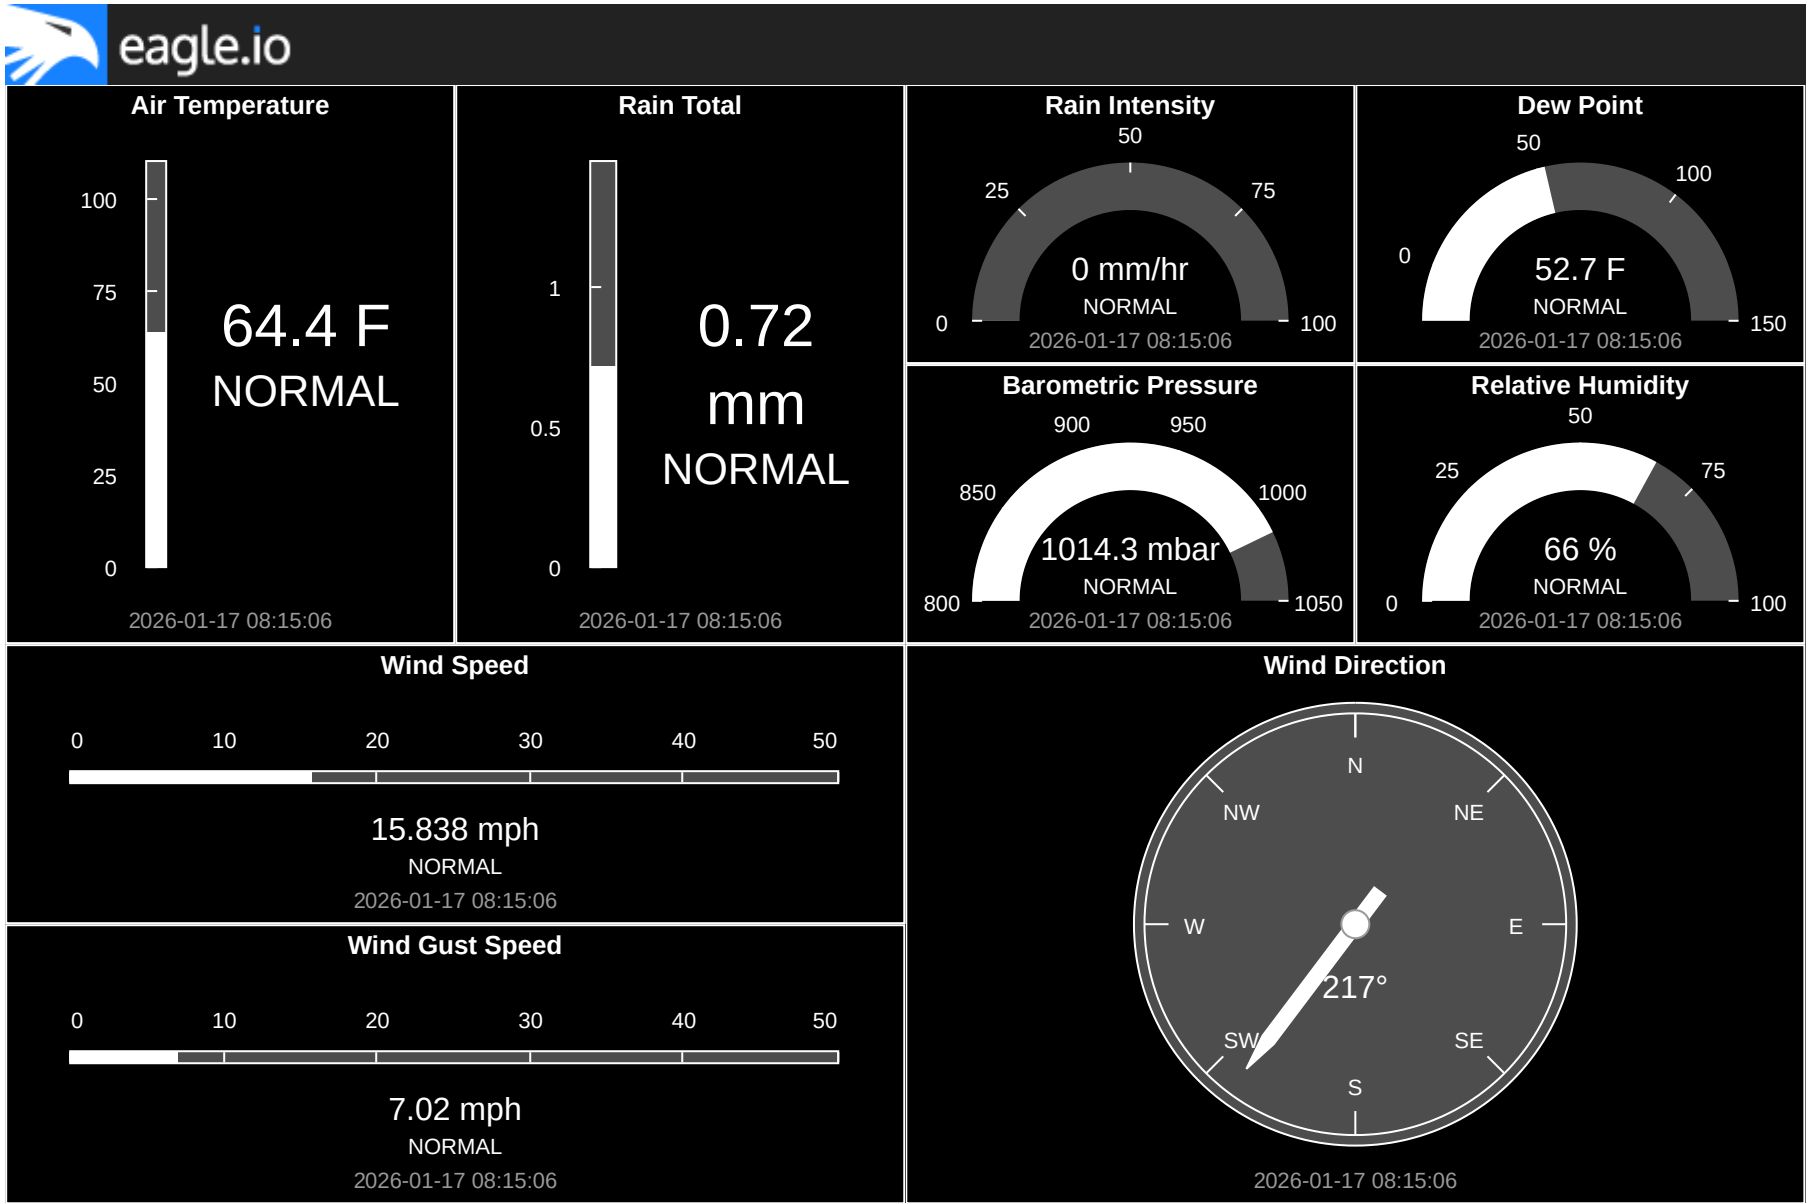 eagle.io
Air Temperature
100
75
50
25
0
64.4 F
NORMAL
2026-01-17 08:15:06
Rain Total
1
0.5
0
0.72
mm
NORMAL
2026-01-17 08:15:06
Rain Intensity
50
25
75
0
100
0 mm/hr
NORMAL
2026-01-17 08:15:06
Dew Point
50
100
0
150
52.7 F
NORMAL
2026-01-17 08:15:06
Barometric Pressure
900
950
850
1000
800
1050
1014.3 mbar
NORMAL
2026-01-17 08:15:06
Relative Humidity
50
25
75
0
100
66 %
NORMAL
2026-01-17 08:15:06
Wind Speed
0 10 20 30 40 50
15.838 mph
NORMAL
2026-01-17 08:15:06
Wind Gust Speed
0 10 20 30 40 50
7.02 mph
NORMAL
2026-01-17 08:15:06
Wind Direction
N
NW
NE
W
E
217°
SW
SE
S
2026-01-17 08:15:06